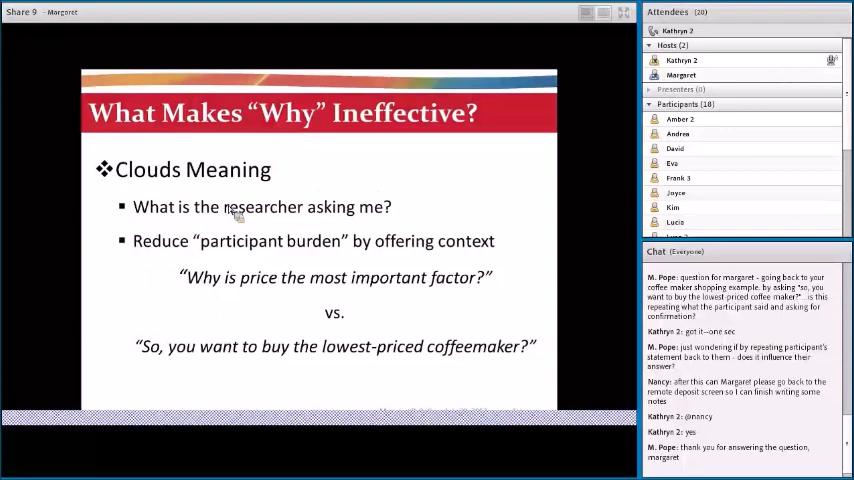 Share 9 - Margaret
What Makes “Why” Ineffective?
Clouds Meaning
What is the researcher asking me?
Reduce “participant burden” by offering context
“Why is price the most important factor?”
vs.
“So, you want to buy the lowest-priced coffeemaker?”
Attendees (20)
Kathryn 2
Hosts (2)
Kathryn 2
Margaret
Presenters (0)
Participants (18)
Amber 2
Andrea
David
Eva
Frank 3
Joyce
Kim
Lucia
Chat (Everyone)
M. Pope: question for margaret - going back to your
coffee maker shopping example. by asking "so, you
want to buy the lowest-priced coffee maker?"...is this
repeating what the participant said and asking for
confirmation?
Kathryn 2: got it--one sec
M. Pope: just wondering if by repeating participant's
statement back to them - does it influence their
answer?
Nancy: after this can Margaret please go back to the
remote deposit screen so I can finish writing some
notes
Kathryn 2: @nancy
Kathryn 2: yes
M. Pope: thank you for answering the question,
margaret